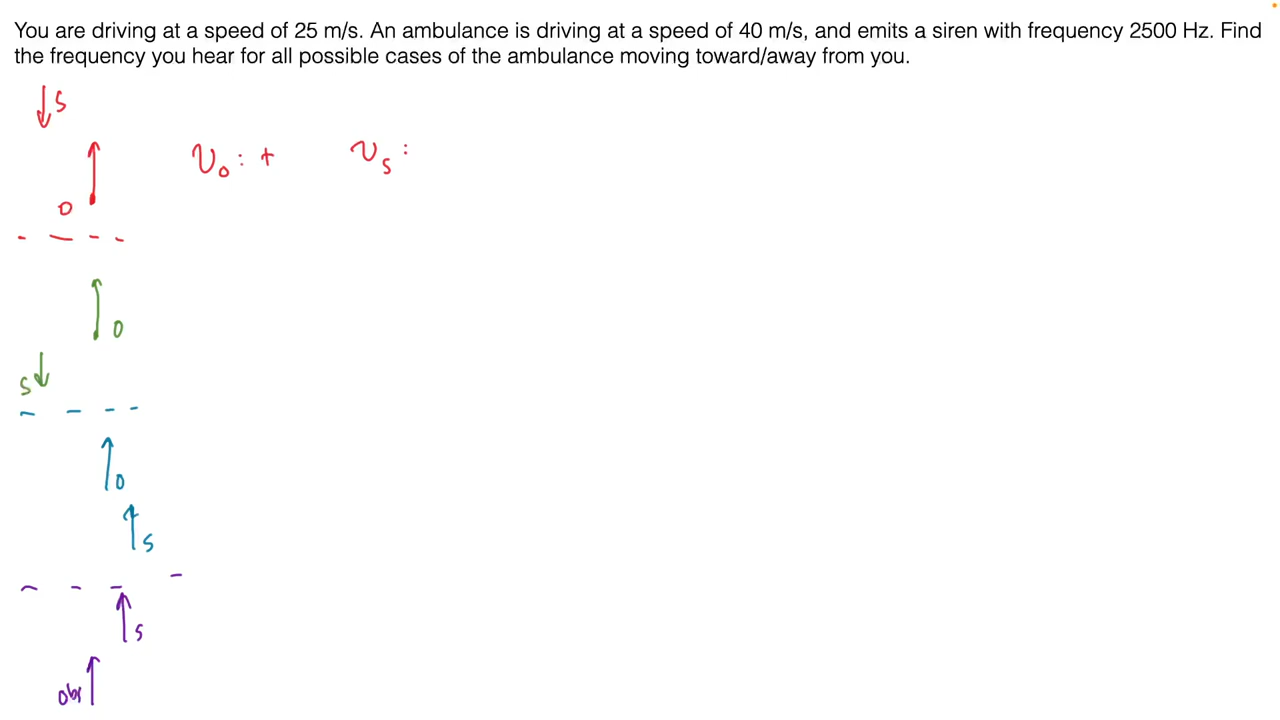 You are driving at a speed of 25 m/s. An ambulance is driving at a speed of 40 m/s, and emits a siren with frequency 2500 Hz. Find
the frequency you hear for all possible cases of the ambulance moving toward/away from you.
↓ s
v₀ : + vₛ :
o
o
s ↓
o
s
s
obs